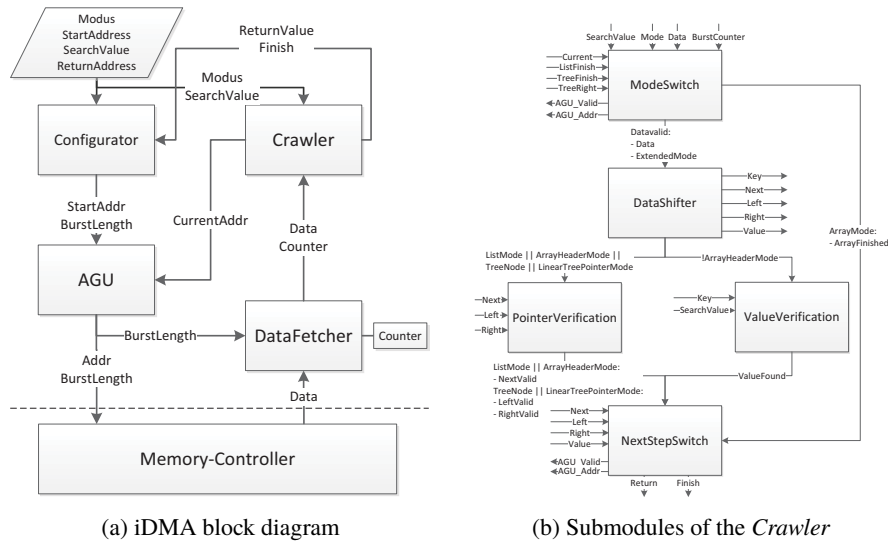 Modus
StartAddress
SearchValue
ReturnAddress
ReturnValue
Finish
Modus
SearchValue
Configurator
Crawler
StartAddr
BurstLength
CurrentAddr
Data
Counter
AGU
BurstLength
DataFetcher
Counter
Addr
BurstLength
Data
Memory-Controller
(a) iDMA block diagram
SearchValue
Mode
Data
BurstCounter
Current
ListFinish
TreeFinish
TreeRight
AGU_Valid
AGU_Addr
ModeSwitch
Datavalid:
- Data
- ExtendedMode
DataShifter
Key
Next
Left
Right
Value
ArrayMode:
- ArrayFinished
ListMode || ArrayHeaderMode ||
TreeNode || LinearTreePointerMode
!ArrayHeaderMode
Next
Left
Right
PointerVerification
Key
SearchValue
ValueVerification
ListMode || ArrayHeaderMode:
- NextValid
TreeNode || LinearTreePointerMode:
- LeftValid
- RightValid
ValueFound
Next
Left
Right
Value
AGU_Valid
AGU_Addr
NextStepSwitch
Return
Finish
(b) Submodules of the Crawler